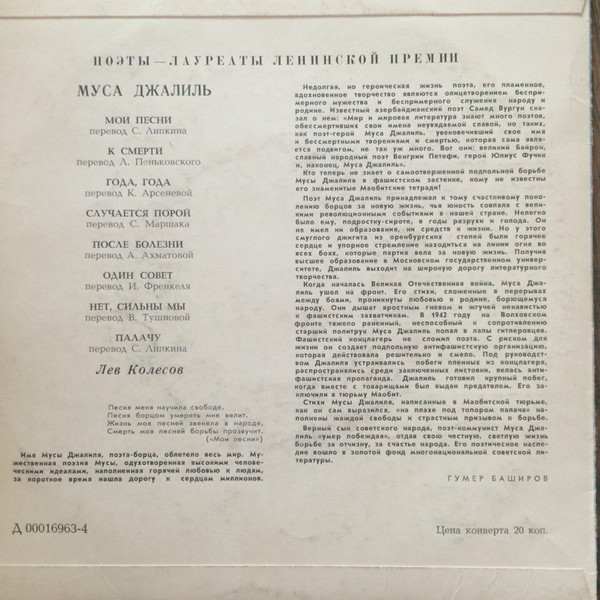 ПОЭТЫ — ЛАУРЕАТЫ ЛЕНИНСКОЙ ПРЕМИИ
МУСА ДЖАЛИЛЬ
МОИ ПЕСНИ
перевод С. Липкина
К СМЕРТИ
перевод Л. Пеньковского
ГОДА, ГОДА
перевод К. Арсеневой
СЛУЧАЕТСЯ ПОРОЙ
перевод С. Маршака
ПОСЛЕ БОЛЕЗНИ
перевод А. Ахматовой
ОДИН СОВЕТ
перевод И. Френкеля
НЕТ, СИЛЬНЫ МЫ
перевод В. Тушновой
ПАЛАЧУ
перевод С. Липкина
Лев Колесов
Песня меня научила свободе,
Песня борцом умереть мне велит.
Жизнь моя песней звенела в народе,
Смерть моя песней борьбы прозвучит.
(«Мои песни»)
Имя Мусы Джалиля, поэта-борца, облетело весь мир. Му-
жественная поэзия Мусы, одухотворенная высокими челове-
ческими идеалами, наполненная горячей любовью к людям,
за короткое время нашла дорогу к сердцам миллионов.
Недолгая, но героическая жизнь поэта, его пламенное,
вдохновенное творчество являются олицетворением беспри-
мерного мужества и беспримерного служения народу и
родине. Известный азербайджанский поэт Самед Вургун ска-
зал о нем: «Мир и мировая литература знают много поэтов,
обессмертивших свои имена неувядаемой славой, но таких,
как поэт-герой Муса Джалиль, увековечивший свое имя
и бессмертными творениями и смертью, которая сама явля-
ется подвигом, не так уж много. Вот они: великий Байрон,
славный народный поэт Венгрии Петефи, герой Юлиус Фучик
и, наконец, Муса Джалиль».
Кто теперь не знает о самоотверженной подпольной борьбе
Мусы Джалиля в фашистском застенке, кому не известны
его знаменитые Маобитские тетради!
Поэт Муса Джалиль принадлежал к тому счастливому поко-
лению борцов за новую жизнь, чья юность совпала с вели-
кими революционными событиями в нашей стране. Нелегко
было ему, подростку-сироте, в годы разрухи и голода. Он
не имел ни образования, ни средств к жизни. Но у этого
смуглого джигита из оренбургских степей были горячее
сердце и упорное стремление находиться на линии огня во
всех боях, которые партия вела за новую жизнь. Получив
высшее образование в Московском государственном универ-
ситете, Джалиль выходит на широкую дорогу литературного
творчества.
Когда началась Великая Отечественная война, Муса Джа-
лиль ушел на фронт. Его стихи, сложенные в перерывах
между боями, проникнуты любовью к родине, борющемуся
народу. Они дышат яростным гневом и жгучей ненавистью
к фашистским захватчикам. В 1942 году на Волховском
фронте тяжело раненный, неспособный к сопротивлению
старший политрук Муса Джалиль попал в лапы гитлеровцев.
Фашистский концлагерь не сломил поэта. С риском для
жизни он создает подпольную антифашистскую организацию,
которая действовала решительно и смело. Под руководст-
вом Джалиля устраивались побеги пленных из концлагеря,
распространялись среди заключенных листовки, велась анти-
фашистская пропаганда. Джалиль готовил крупный побег,
когда вместе с товарищами был выдан предателем. Его за-
ключили в тюрьму Маобит.
Стихи Мусы Джалиля, написанные в Маобитской тюрьме,
как он сам выразился, «на плахе под топором палача» на-
полнены жаждой свободы и страстным призывом к борьбе.
Верный сын советского народа, поэт-коммунист Муса Джа-
лиль «умер побеждая», отдав свою честную, светлую жизнь
борьбе за отчизну, за счастье народа. Его поэтическое насле-
дие вошло в золотой фонд многонациональной советской ли-
тературы.
ГУМЕР БАШИРОВ
Д 00016963-4
Цена конверта 20 коп.